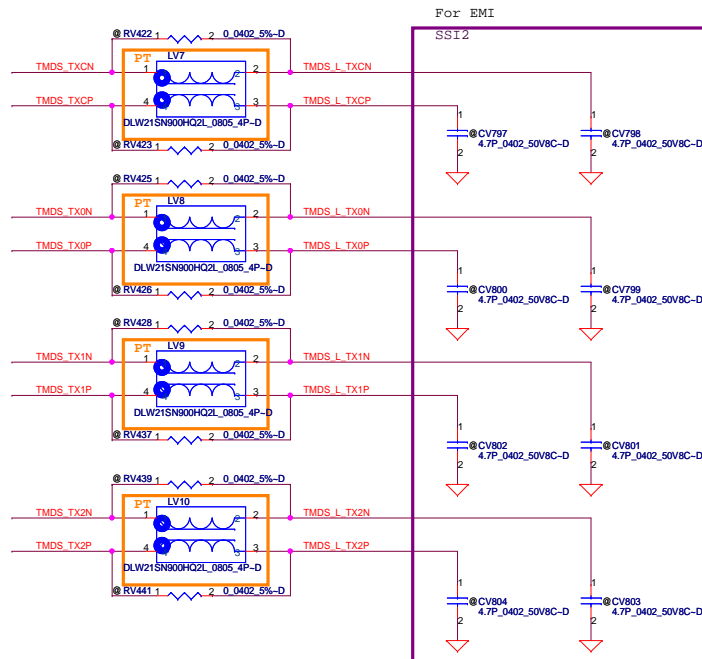 For EMI
SSI2
@ RV422 1 2 0_0402_5%~D
PT LV7
TMDS_TXCN 1 2 2 TMDS_L_TXCN
TMDS_TXCP 4 3 3 TMDS_L_TXCP
DLW21SN900HQ2L_0805_4P~D
@ RV423 1 2 0_0402_5%~D
1 1
@CV797 @CV798
4.7P_0402_50V8C~D 4.7P_0402_50V8C~D
2 2
@ RV425 1 2 0_0402_5%~D
PT LV8
TMDS_TX0N 1 2 2 TMDS_L_TX0N
TMDS_TX0P 4 3 3 TMDS_L_TX0P
DLW21SN900HQ2L_0805_4P~D
@ RV426 1 2 0_0402_5%~D
1 1
@CV800 @CV799
4.7P_0402_50V8C~D 4.7P_0402_50V8C~D
2 2
@ RV428 1 2 0_0402_5%~D
PT LV9
TMDS_TX1N 1 2 2 TMDS_L_TX1N
TMDS_TX1P 4 3 3 TMDS_L_TX1P
DLW21SN900HQ2L_0805_4P~D
@ RV437 1 2 0_0402_5%~D
1 1
@CV802 @CV801
4.7P_0402_50V8C~D 4.7P_0402_50V8C~D
2 2
@ RV439 1 2 0_0402_5%~D
PT LV10
TMDS_TX2N 1 2 2 TMDS_L_TX2N
TMDS_TX2P 4 3 3 TMDS_L_TX2P
DLW21SN900HQ2L_0805_4P~D
@ RV441 1 2 0_0402_5%~D
1 1
@CV804 @CV803
4.7P_0402_50V8C~D 4.7P_0402_50V8C~D
2 2